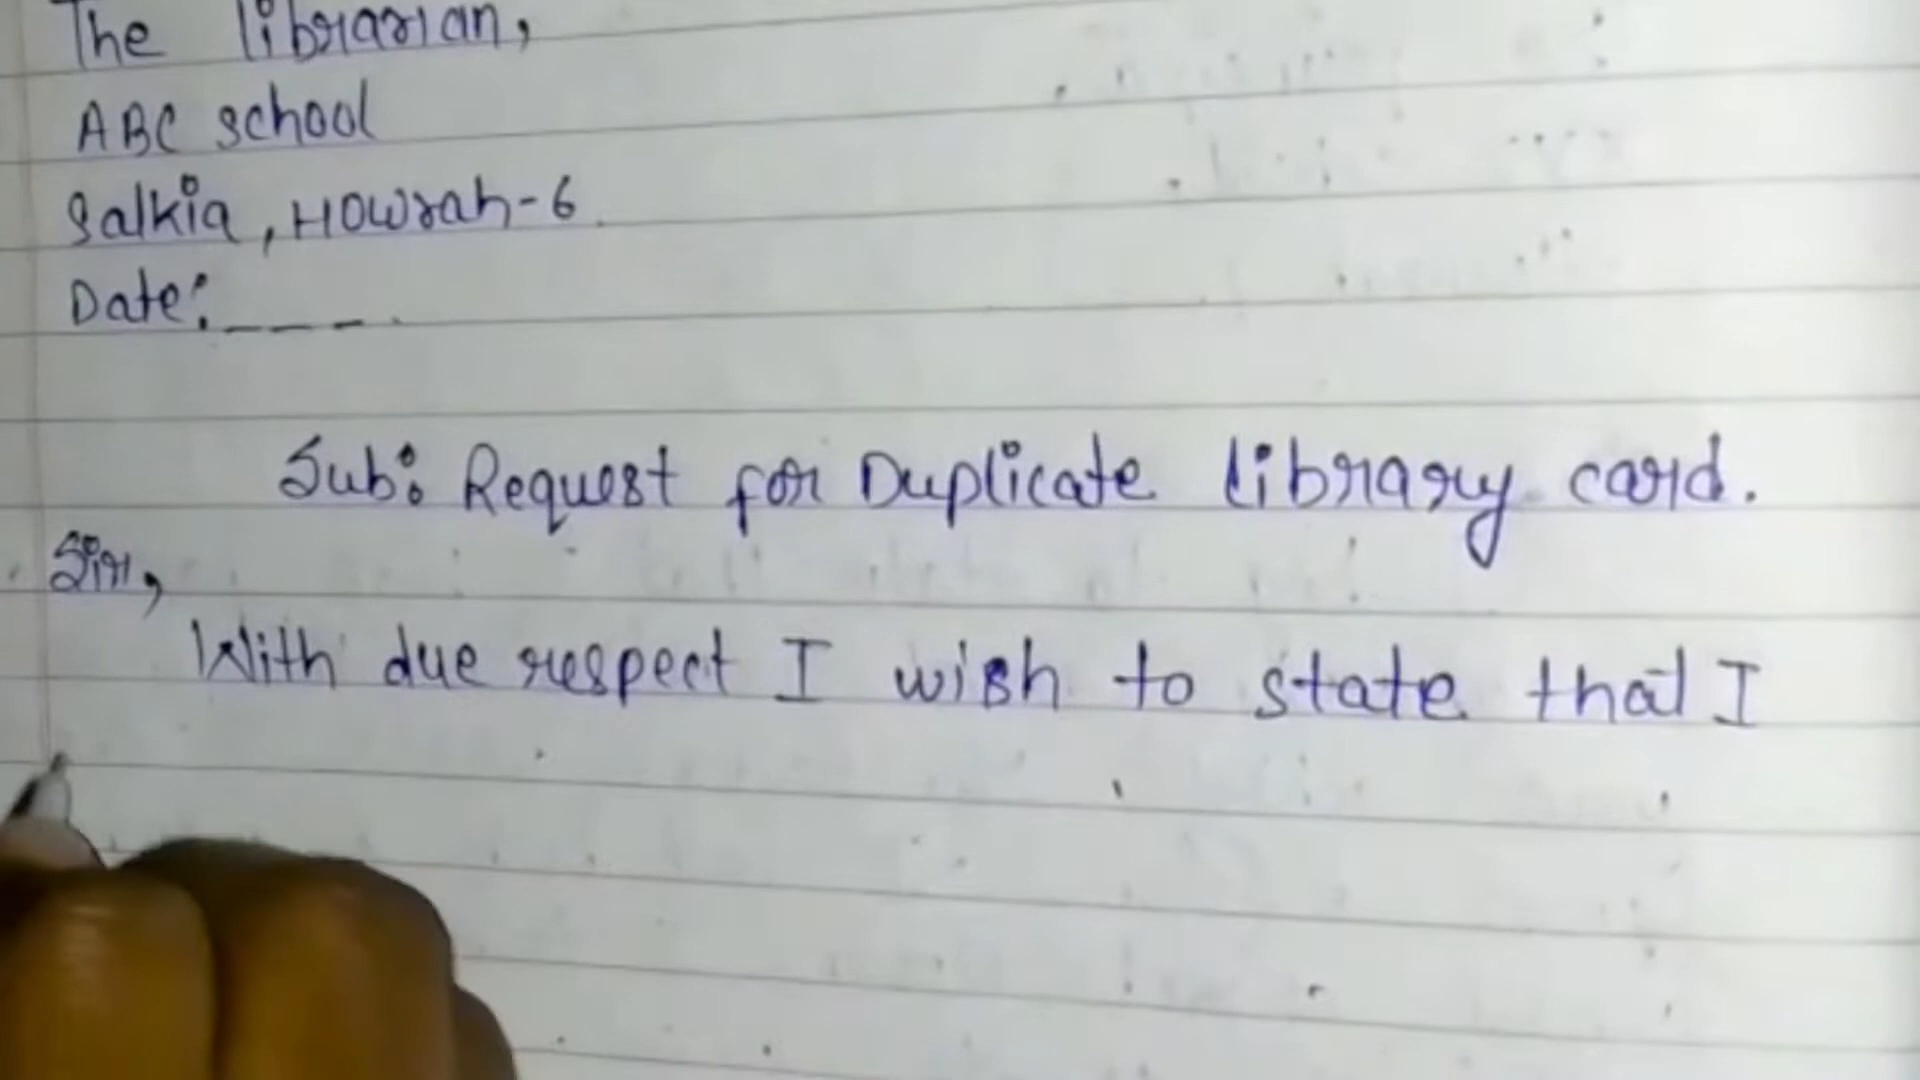 The librarian,
ABC school
Salkia, Howrah-6
Date:____.
Sub: Request for Duplicate library card.
Sir,
With due respect I wish to state that I